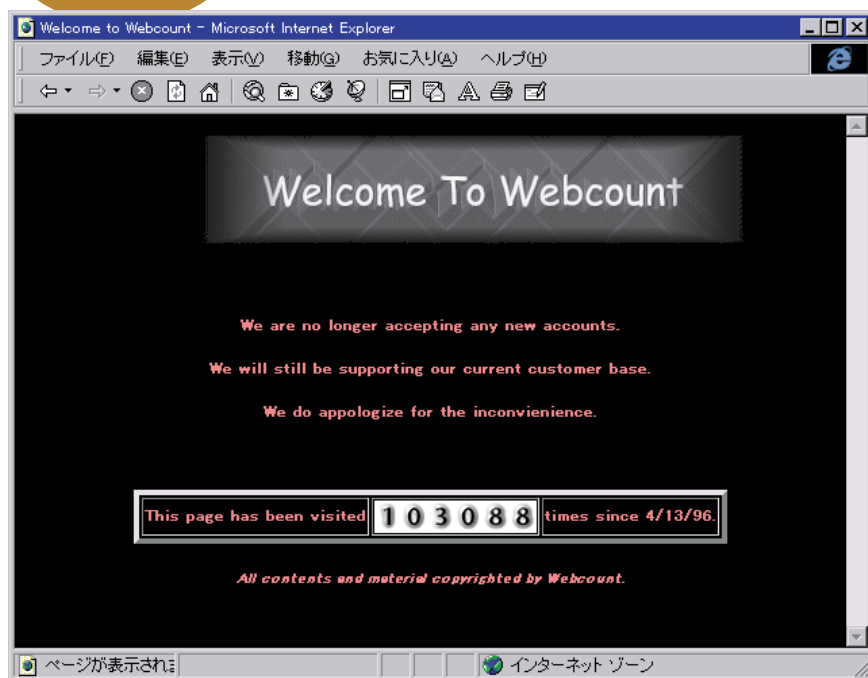 Welcome to Webcount - Microsoft Internet Explorer
ファイル(F) 編集(E) 表示(V) 移動(G) お気に入り(A) ヘルプ(H)
Welcome To Webcount
We are no longer accepting any new accounts.
We will still be supporting our current customer base.
We do appologize for the inconvienience.
This page has been visited 103088 times since 4/13/96.
All contents and material copyrighted by Webcount.
ページが表示されま インターネット ゾーン